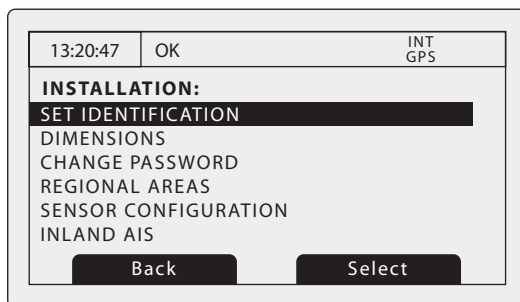 13:20:47 OK INT
GPS
INSTALLATION:
SET IDENTIFICATION
DIMENSIONS
CHANGE PASSWORD
REGIONAL AREAS
SENSOR CONFIGURATION
INLAND AIS
Back Select